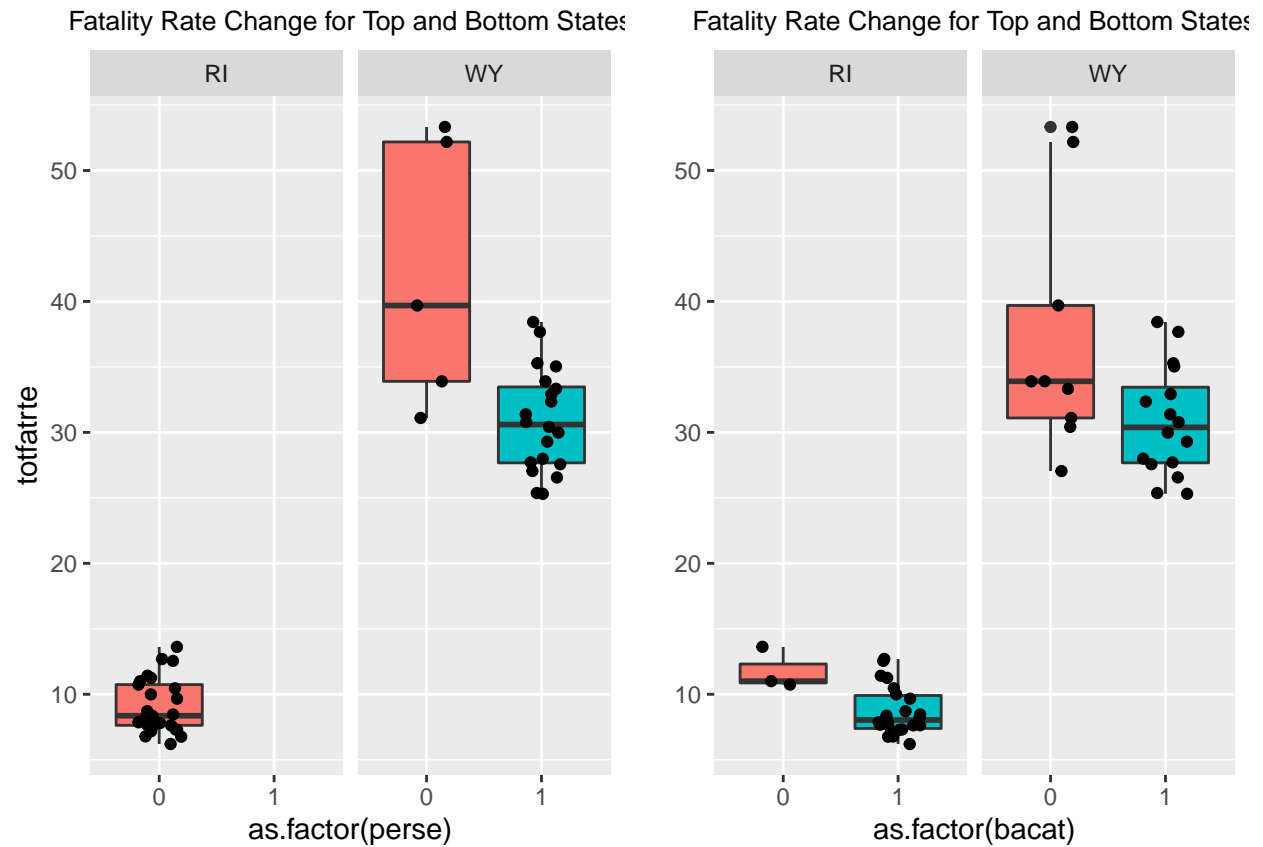 Fatality Rate Change for Top and Bottom States
Fatality Rate Change for Top and Bottom States
RI
WY
RI
WY
totfatrte
50
40
30
20
10
50
40
30
20
10
0
1
0
1
0
1
0
1
as.factor(perse)
as.factor(bacat)